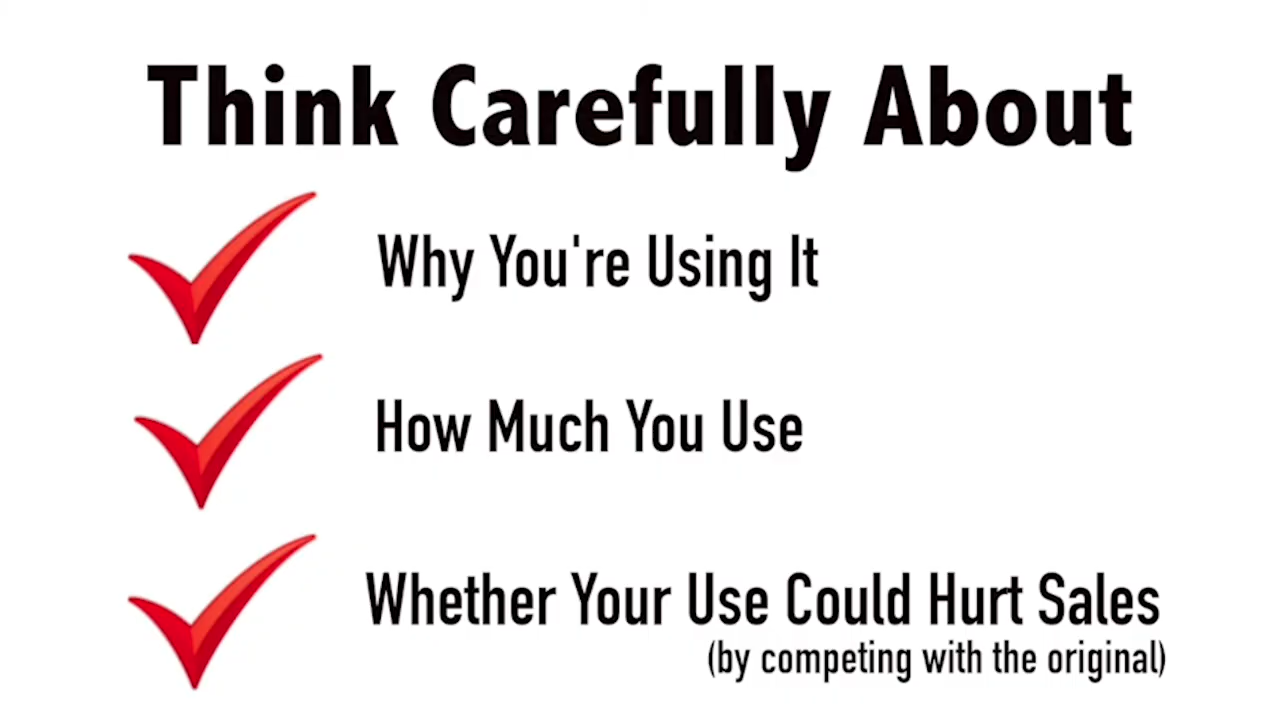 Think Carefully About
Why You're Using It
How Much You Use
Whether Your Use Could Hurt Sales
(by competing with the original)